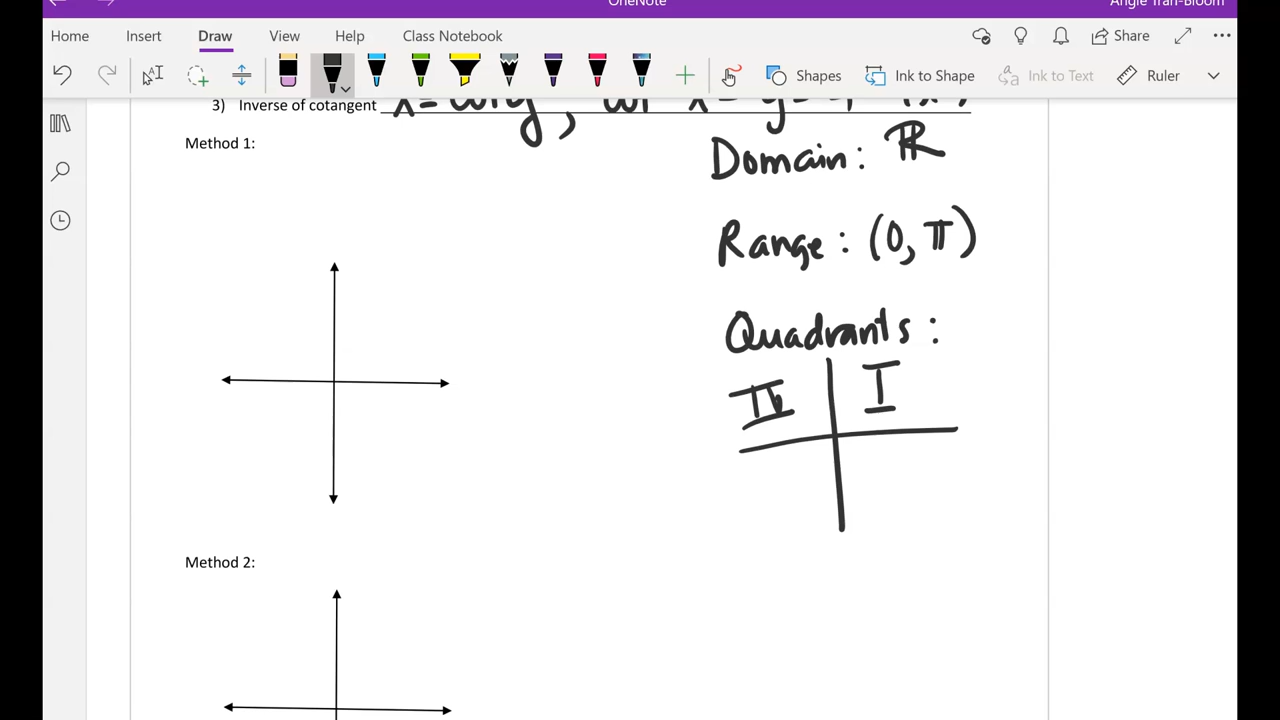 OneNote
Angie Tran-Bloom
Home Insert Draw View Help Class Notebook Share
Shapes Ink to Shape Ink to Text Ruler
3) Inverse of cotangent x = cot y,
Method 1:
Domain: ℝ
Range: (0, π)
Quadrants:
II I
Method 2: